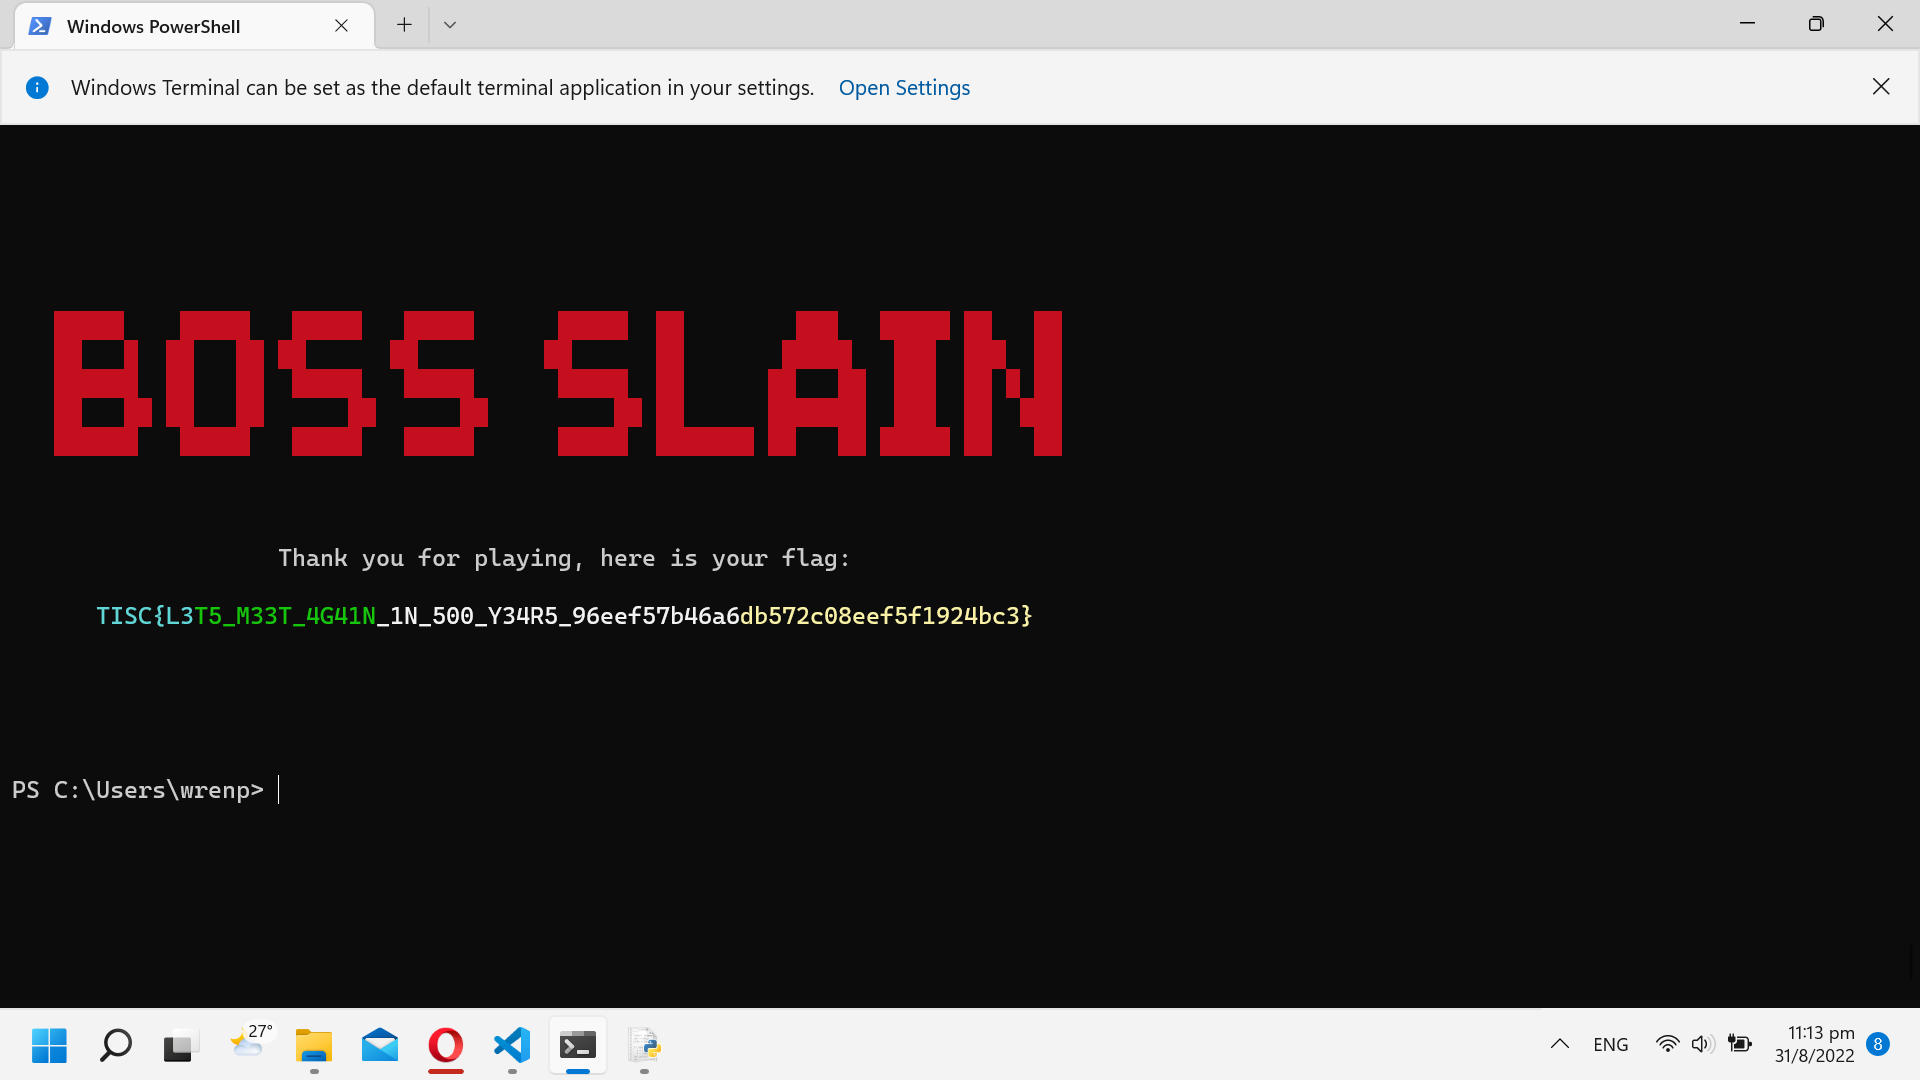 Windows PowerShell
Windows Terminal can be set as the default terminal application in your settings. Open Settings
BOSS SLAIN
Thank you for playing, here is your flag:
TISC{L3T5_M33T_4G41N_1N_500_Y34R5_96eef57b46a6db572c08eef5f1924bc3}
PS C:\Users\wrenp>
27°
ENG
11:13 pm
31/8/2022
8